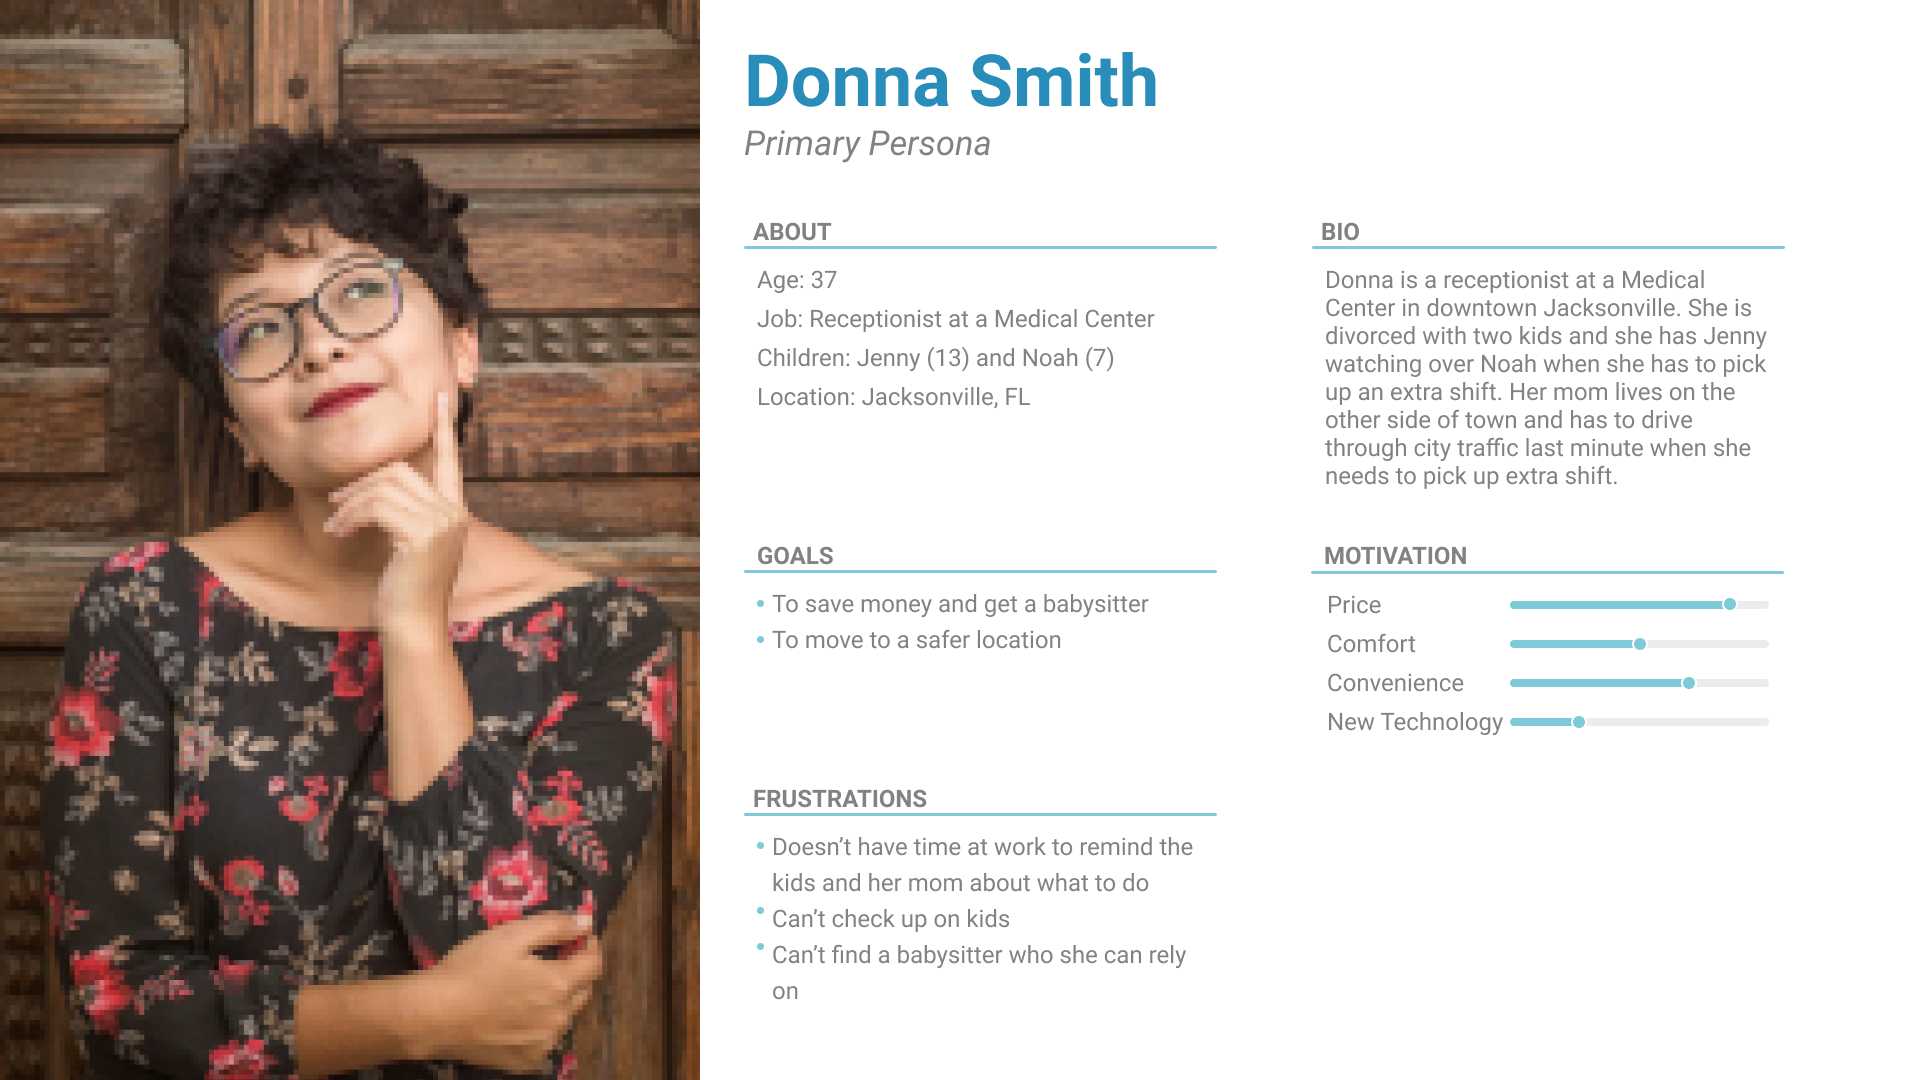 Donna Smith
Primary Persona
ABOUT
Age: 37
Job: Receptionist at a Medical Center
Children: Jenny (13) and Noah (7)
Location: Jacksonville, FL
BIO
Donna is a receptionist at a Medical
Center in downtown Jacksonville. She is
divorced with two kids and she has Jenny
watching over Noah when she has to pick
up an extra shift. Her mom lives on the
other side of town and has to drive
through city traffic last minute when she
needs to pick up extra shift.
GOALS
• To save money and get a babysitter
• To move to a safer location
MOTIVATION
Price
Comfort
Convenience
New Technology
FRUSTRATIONS
• Doesn’t have time at work to remind the
kids and her mom about what to do
• Can’t check up on kids
• Can’t find a babysitter who she can rely
on